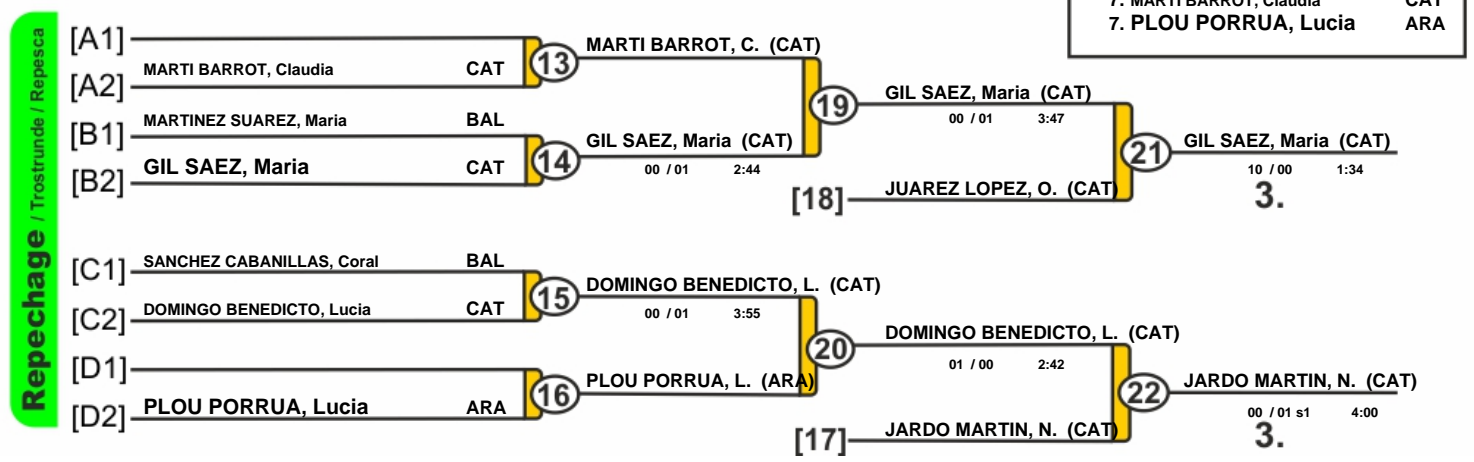 7. MARTI BARROT, Claudia CAT
7. PLOU PORRUA, Lucia ARA
Repechage / Trostrunde / Repesca
[A1]
[A2] MARTI BARROT, Claudia CAT
13
MARTI BARROT, C. (CAT)
[B1] MARTINEZ SUAREZ, Maria BAL
[B2] GIL SAEZ, Maria CAT
14
GIL SAEZ, Maria (CAT)
00 / 01 2:44
19
GIL SAEZ, Maria (CAT)
00 / 01 3:47
[18] JUAREZ LOPEZ, O. (CAT)
21
GIL SAEZ, Maria (CAT)
10 / 00 1:34
3.
[C1] SANCHEZ CABANILLAS, Coral BAL
[C2] DOMINGO BENEDICTO, Lucia CAT
15
DOMINGO BENEDICTO, L. (CAT)
00 / 01 3:55
[D1]
[D2] PLOU PORRUA, Lucia ARA
16
PLOU PORRUA, L. (ARA)
20
DOMINGO BENEDICTO, L. (CAT)
01 / 00 2:42
[17] JARDO MARTIN, N. (CAT)
22
JARDO MARTIN, N. (CAT)
00 / 01 s1 4:00
3.